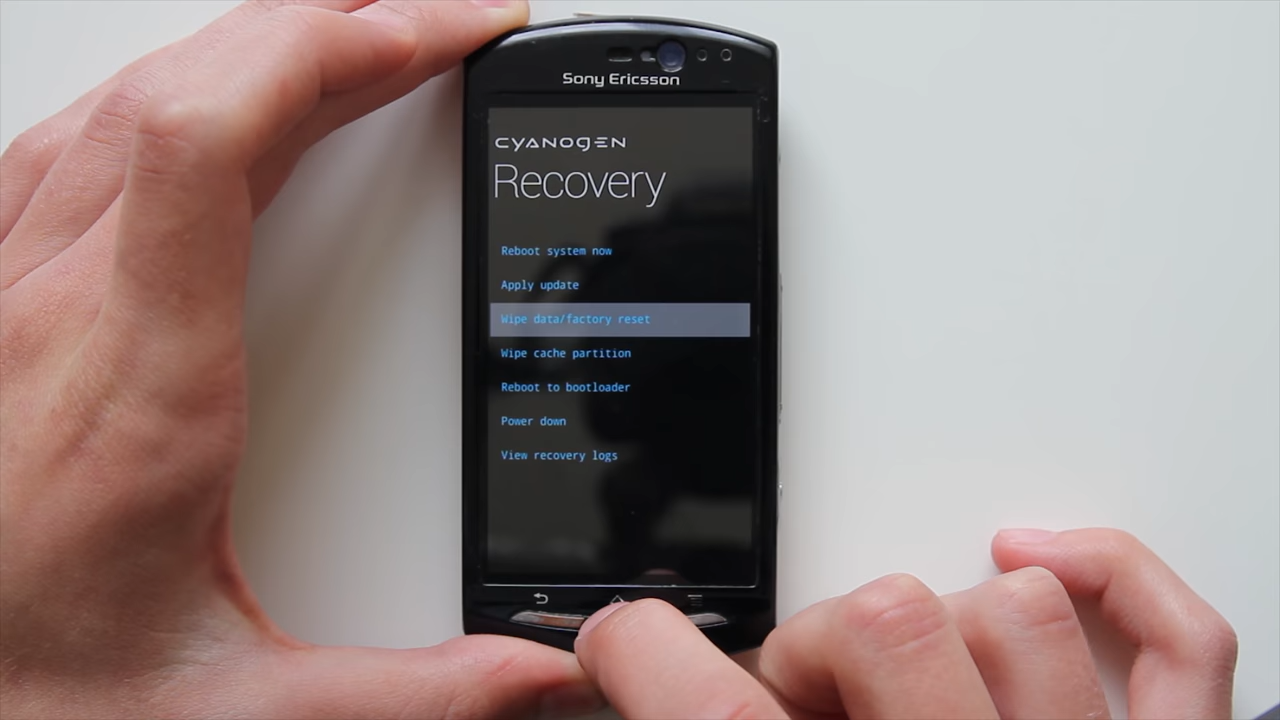 Sony Ericsson
CYANOGEN
Recovery
Reboot system now
Apply update
Wipe data/factory reset
Wipe cache partition
Reboot to bootloader
Power down
View recovery logs